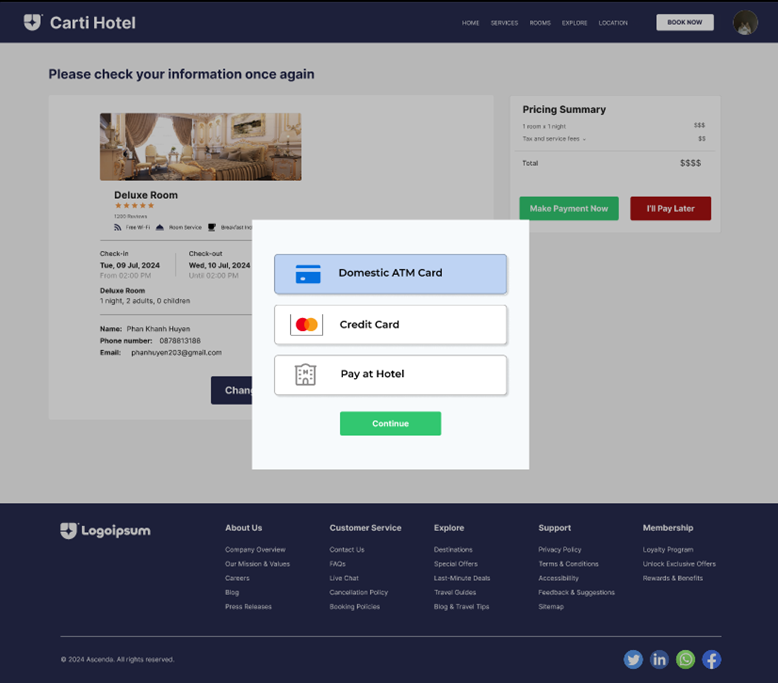 Carti Hotel
HOME SERVICES ROOMS EXPLORE LOCATION BOOK NOW
Please check your information once again
Deluxe Room
1200 Reviews
Free Wi-Fi Room Service Breakfast
Check-in Check-out
Tue, 09 Jul, 2024 Wed, 10 Jul, 2024
From 02:00 PM Until 02:00 PM
Deluxe Room
1 night, 2 adults, 0 children
Name: Phan Khanh Huyen
Phone number: 0878813188
Email: phanhuyen203@gmail.com
Pricing Summary
1 room x 1 night $$$
Tax and service fees $$
Total $$$$
Make Payment Now I'll Pay Later
Domestic ATM Card
Credit Card
Pay at Hotel
Continue
Logoipsum
About Us
Company Overview
Our Mission & Values
Careers
Blog
Press Releases
Customer Service
Contact Us
FAQs
Live Chat
Cancellation Policy
Booking Policies
Explore
Destinations
Special Offers
Last-Minute Deals
Travel Guides
Blog & Travel Tips
Support
Privacy Policy
Terms & Conditions
Accessibility
Feedback & Suggestions
Sitemap
Membership
Loyalty Program
Unlock Exclusive Offers
Rewards & Benefits
© 2024 Ascenda. All rights reserved.